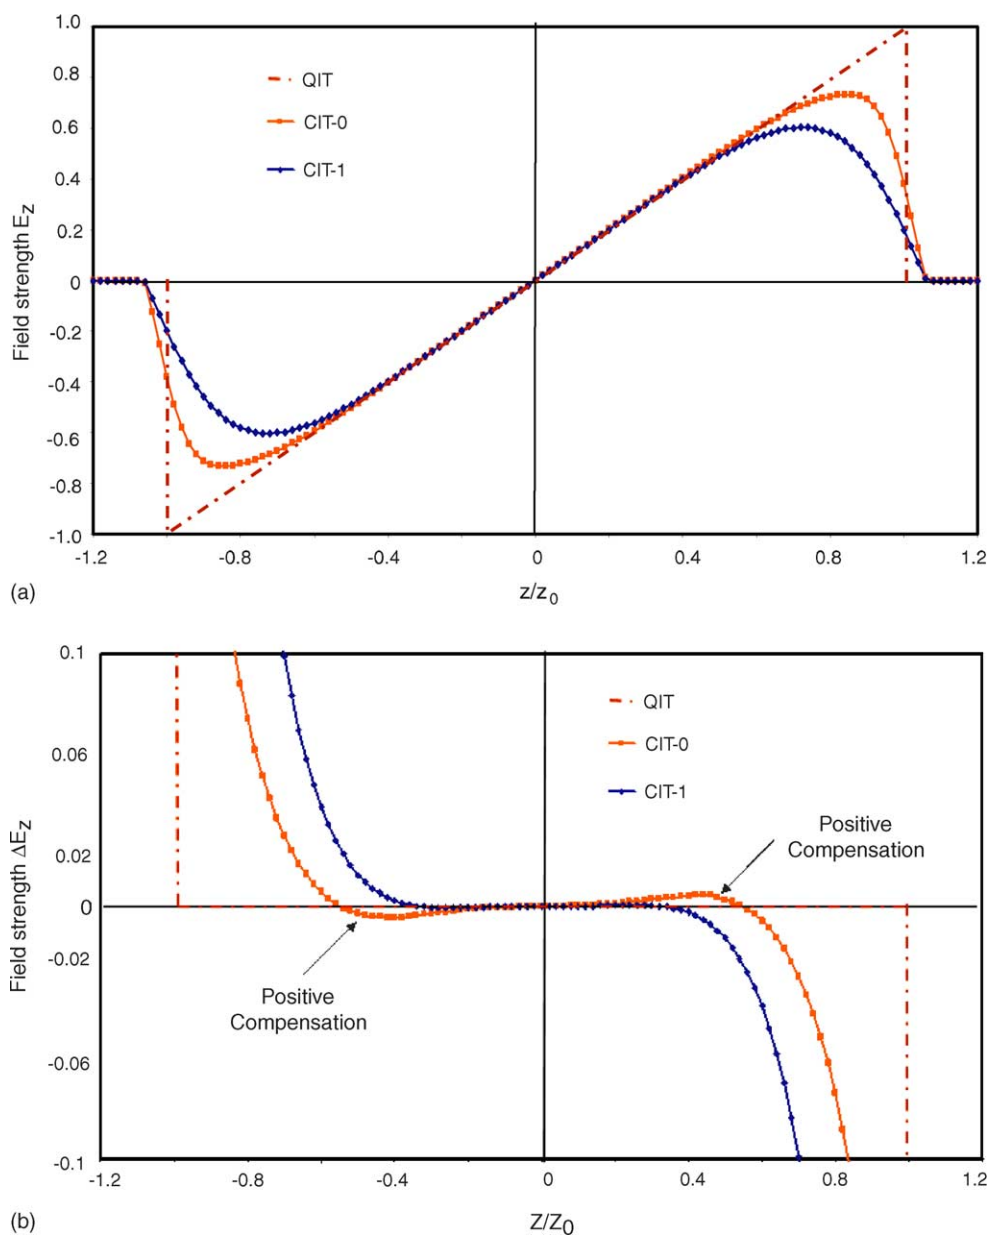 1.0
0.8
0.6
0.4
0.2
0
-0.2
-0.4
-0.6
-0.8
-1.0
Field strength E_z
QIT
CIT-0
CIT-1
-1.2
-0.8
-0.4
0
0.4
0.8
1.2
z/z_0
(a)
0.1
0.06
0.02
0
-0.02
-0.06
-0.1
Field strength ΔE_z
QIT
CIT-0
CIT-1
Positive
Compensation
Positive
Compensation
-1.2
-0.8
-0.4
0
0.4
0.8
1.2
Z/Z_0
(b)